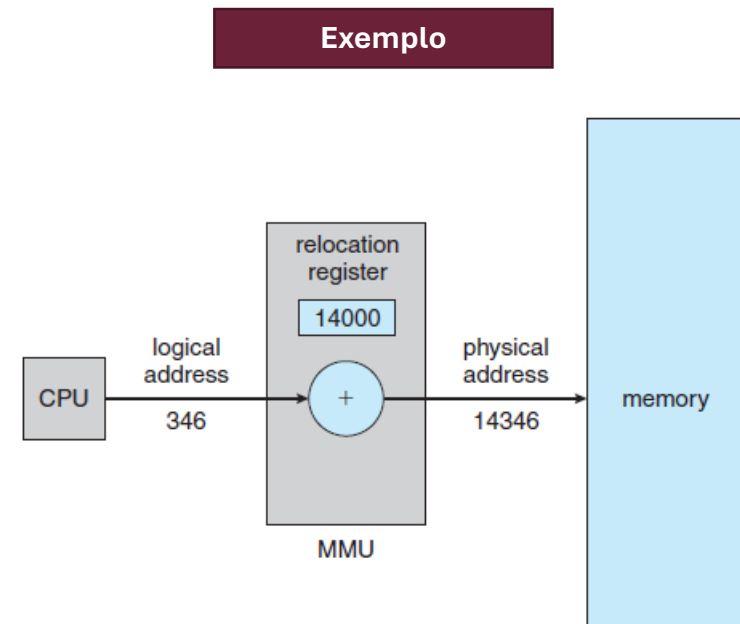 Exemplo
relocation
register
14000
logical
address
346
CPU
+
physical
address
14346
memory
MMU